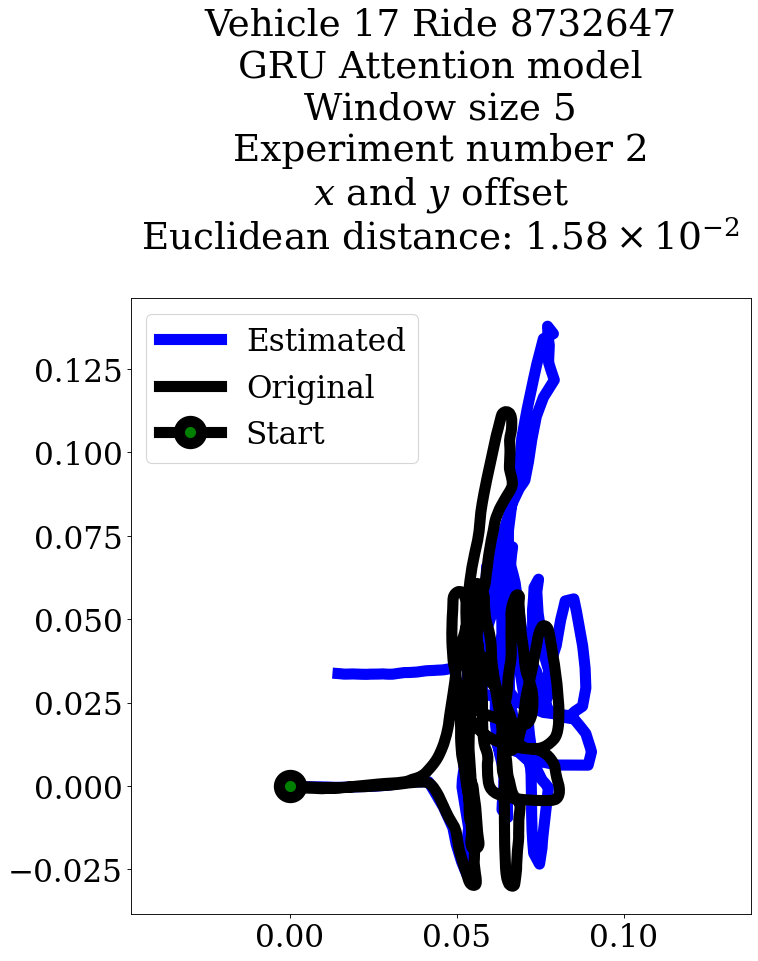 Vehicle 17 Ride 8732647
GRU Attention model
Window size 5
Experiment number 2
x and y offset
Euclidean distance: 1.58 × 10⁻²
Estimated
Original
Start
0.125
0.100
0.075
0.050
0.025
0.000
−0.025
0.00 0.05 0.10